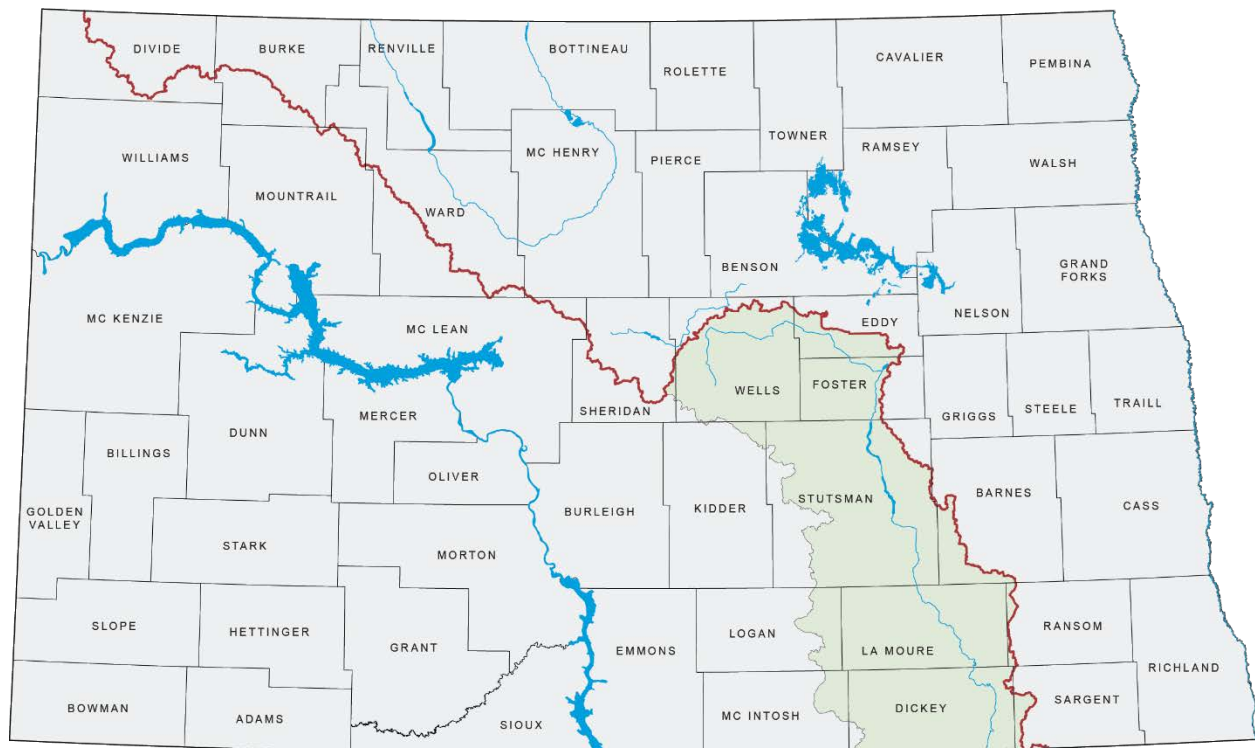 DIVIDE
BURKE
RENVILLE
BOTTINEAU
ROLETTE
CAVALIER
PEMBINA
TOWNER
WILLIAMS
MC HENRY
PIERCE
RAMSEY
WALSH
MOUNTRAIL
WARD
BENSON
GRAND
FORKS
MC KENZIE
MC LEAN
EDDY
NELSON
WELLS
FOSTER
SHERIDAN
GRIGGS
STEELE
TRAILL
MERCER
DUNN
BILLINGS
OLIVER
GOLDEN
VALLEY
BURLEIGH
KIDDER
STUTSMAN
BARNES
CASS
STARK
MORTON
SLOPE
HETTINGER
GRANT
EMMONS
LOGAN
LA MOURE
RANSOM
RICHLAND
BOWMAN
ADAMS
SIOUX
MC INTOSH
DICKEY
SARGENT